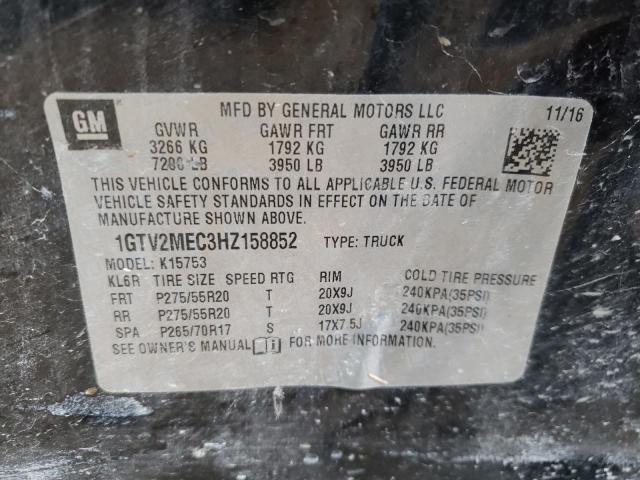 GM
MFD BY GENERAL MOTORS LLC 11/16
GVWR GAWR FRT GAWR RR
3266 KG 1792 KG 1792 KG
7200 LB 3950 LB 3950 LB
THIS VEHICLE CONFORMS TO ALL APPLICABLE U.S. FEDERAL MOTOR
VEHICLE SAFETY STANDARDS IN EFFECT ON THE DATE OF
MANUFACTURE SHOWN ABOVE.
1GTV2MEC3HZ158852 TYPE: TRUCK
MODEL: K15753
KL6R TIRE SIZE SPEED RTG RIM COLD TIRE PRESSURE
FRT P275/55R20 T 20X9J 240KPA(35PSI)
RR P275/55R20 T 20X9J 240KPA(35PSI)
SPA P265/70R17 S 17X7.5J 240KPA(35PSI)
SEE OWNER'S MANUAL FOR MORE INFORMATION.